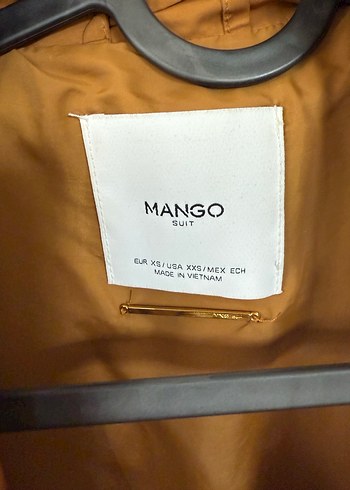 MANGO
SUIT
EUR XS/USA XXS/MEX ECH
MADE IN VIETNAM